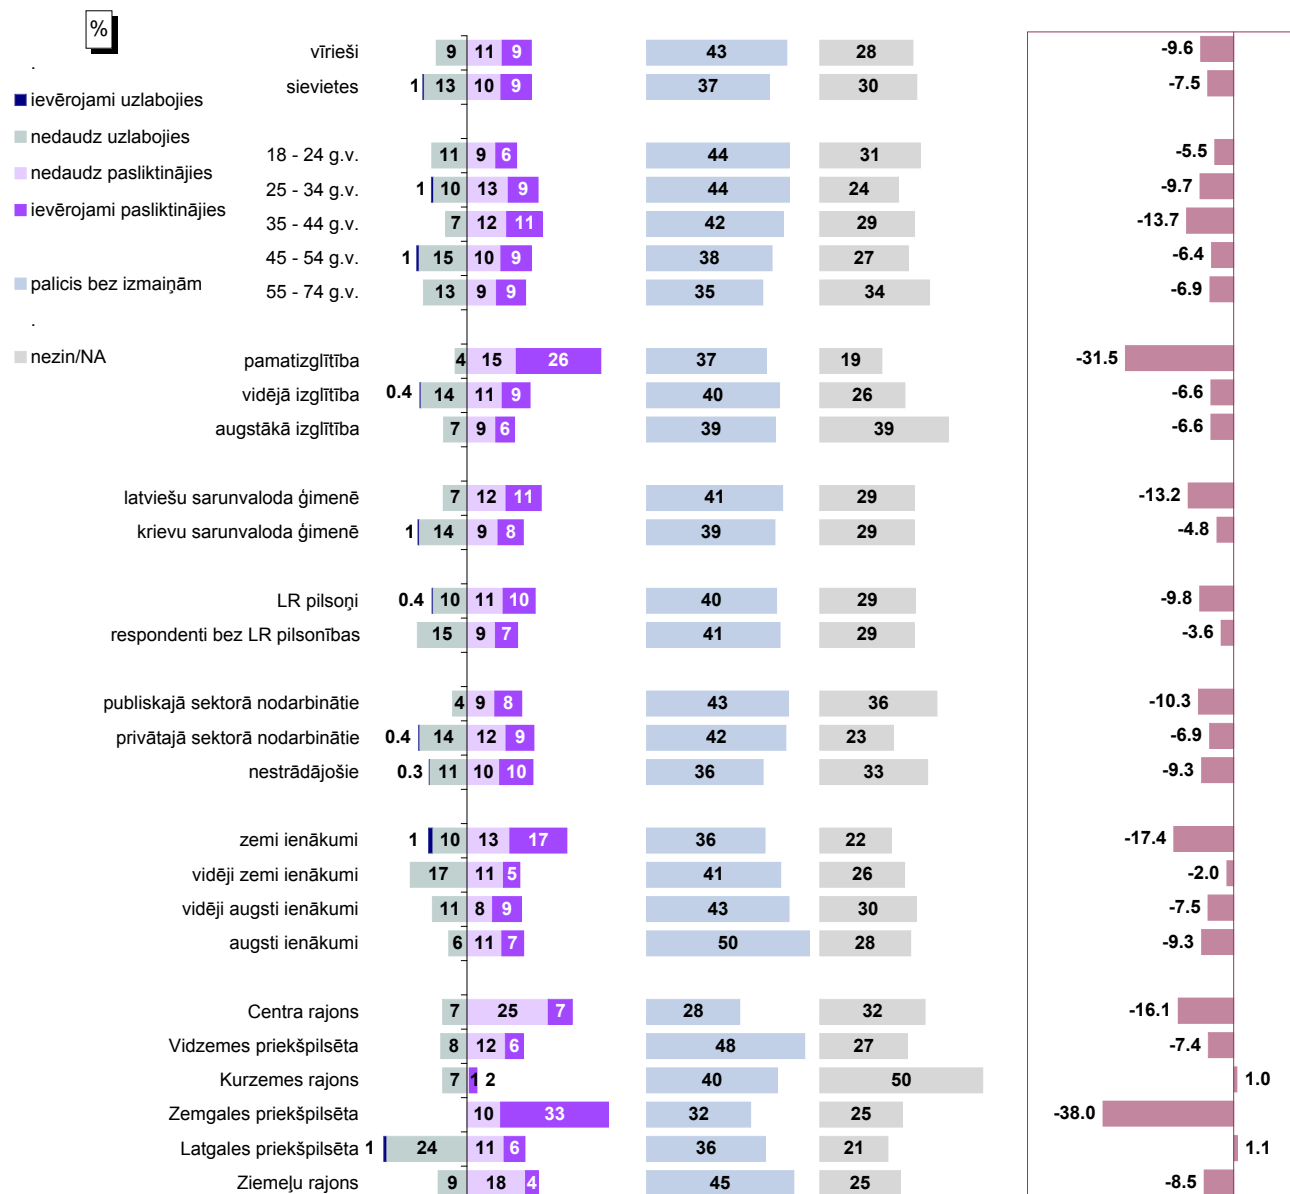 %
.
ievērojami uzlabojies
nedaudz uzlabojies
nedaudz pasliktinājies
ievērojami pasliktinājies
palicis bez izmaiņām
.
nezin/NA
vīrieši 9 11 9 43 28 -9.6
sievietes 1 13 10 9 37 30 -7.5
18 - 24 g.v. 11 9 6 44 31 -5.5
25 - 34 g.v. 1 10 13 9 44 24 -9.7
35 - 44 g.v. 7 12 11 42 29 -13.7
45 - 54 g.v. 1 15 10 9 38 27 -6.4
55 - 74 g.v. 13 9 9 35 34 -6.9
pamatizglītība 4 15 26 37 19 -31.5
vidējā izglītība 0.4 14 11 9 40 26 -6.6
augstākā izglītība 7 9 6 39 39 -6.6
latviešu sarunvaloda ģimenē 7 12 11 41 29 -13.2
krievu sarunvaloda ģimenē 1 14 9 8 39 29 -4.8
LR pilsoņi 0.4 10 11 10 40 29 -9.8
respondenti bez LR pilsonības 15 9 7 41 29 -3.6
publiskajā sektorā nodarbinātie 4 9 8 43 36 -10.3
privātajā sektorā nodarbinātie 0.4 14 12 9 42 23 -6.9
nestrādājošie 0.3 11 10 10 36 33 -9.3
zemi ienākumi 1 10 13 17 36 22 -17.4
vidēji zemi ienākumi 17 11 5 41 26 -2.0
vidēji augsti ienākumi 11 8 9 43 30 -7.5
augsti ienākumi 6 11 7 50 28 -9.3
Centra rajons 7 25 7 28 32 -16.1
Vidzemes priekšpilsēta 8 12 6 48 27 -7.4
Kurzemes rajons 7 1 2 40 50 1.0
Zemgales priekšpilsēta 10 33 32 25 -38.0
Latgales priekšpilsēta 1 24 11 6 36 21 1.1
Ziemeļu rajons 9 18 4 45 25 -8.5